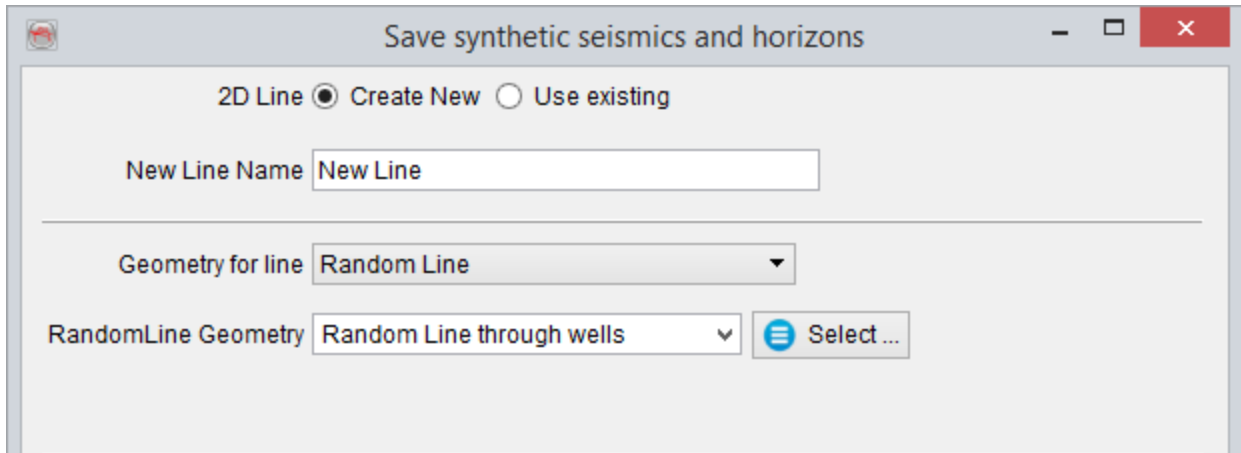 Save synthetic seismics and horizons
2D Line Create New Use existing
New Line Name New Line
Geometry for line Random Line
RandomLine Geometry Random Line through wells Select ...